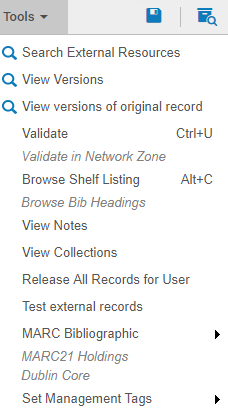 Tools
Search External Resources
View Versions
View versions of original record
Validate Ctrl+U
Validate in Network Zone
Browse Shelf Listing Alt+C
Browse Bib Headings
View Notes
View Collections
Release All Records for User
Test external records
MARC Bibliographic
MARC21 Holdings
Dublin Core
Set Management Tags